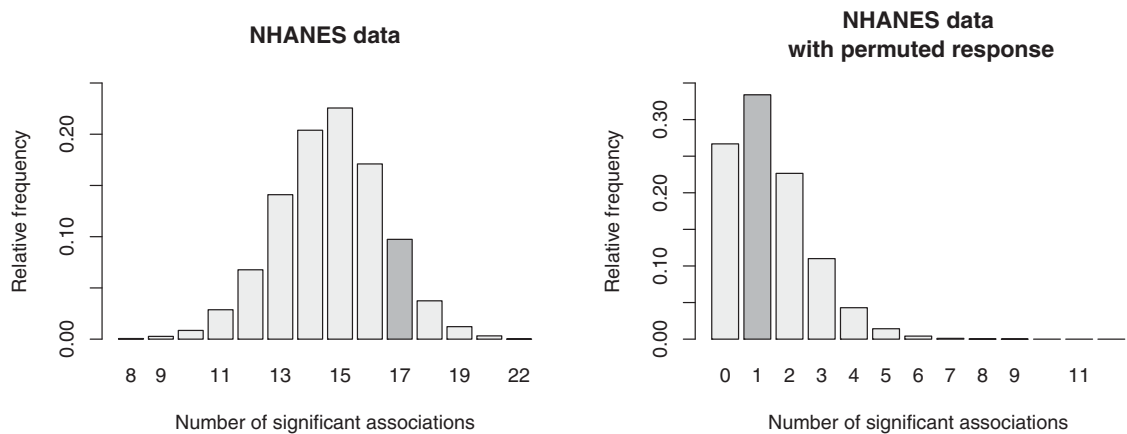 NHANES data
Relative frequency
0.00 0.10 0.20
8 9 11 13 15 17 19 22
Number of significant associations
NHANES data
with permuted response
Relative frequency
0.00 0.10 0.20 0.30
0 1 2 3 4 5 6 7 8 9 11
Number of significant associations